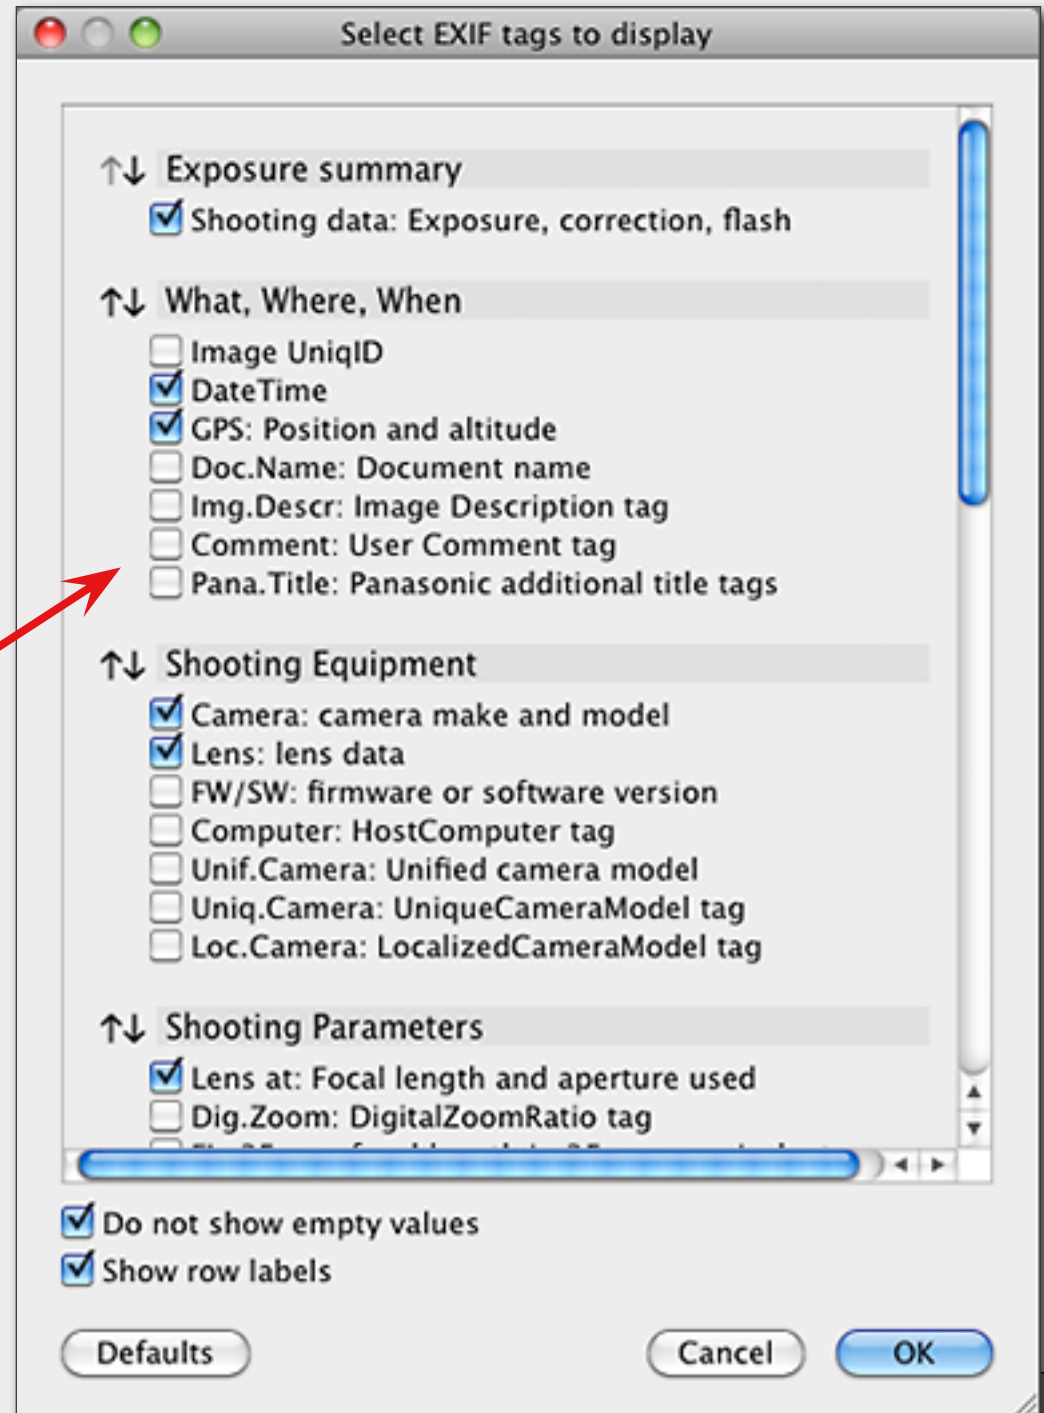 Select EXIF tags to display
Exposure summary
Shooting data: Exposure, correction, flash
What, Where, When
Image UniqID
DateTime
GPS: Position and altitude
Doc.Name: Document name
Img.Descr: Image Description tag
Comment: User Comment tag
Pana.Title: Panasonic additional title tags
Shooting Equipment
Camera: camera make and model
Lens: lens data
FW/SW: firmware or software version
Computer: HostComputer tag
Unif.Camera: Unified camera model
Uniq.Camera: UniqueCameraModel tag
Loc.Camera: LocalizedCameraModel tag
Shooting Parameters
Lens at: Focal length and aperture used
Dig.Zoom: DigitalZoomRatio tag
Do not show empty values
Show row labels
Defaults
Cancel
OK